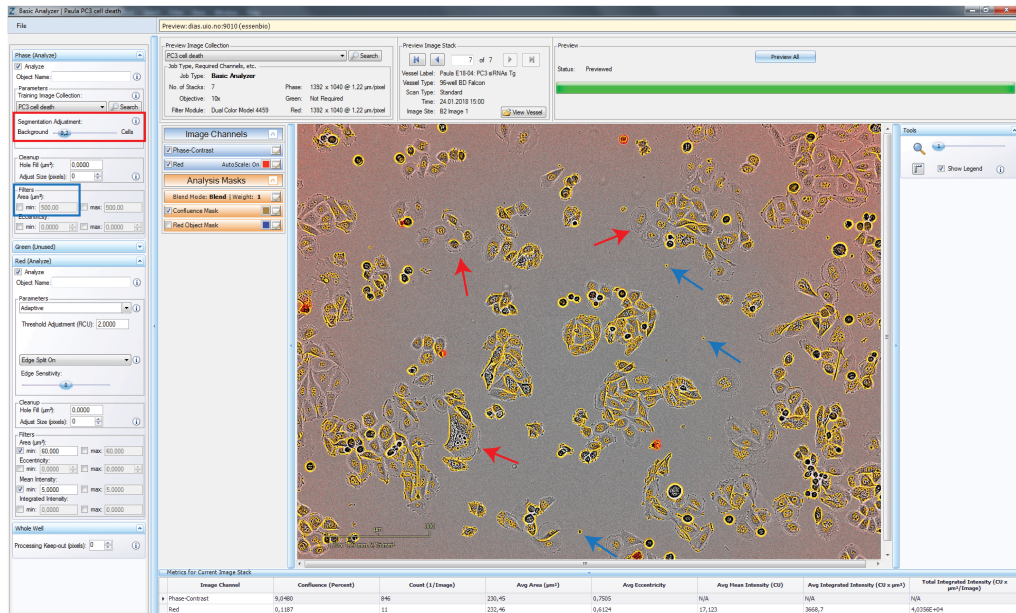 Basic Analyzer | Paula PC3 cell death
File
Preview: dias.uio.no:9010 (essenbio)
Phase (Analyze)
Analyze
Object Name:
Parameters
Training Image Collection:
PC3 cell death
Search
Segmentation Adjustment:
Background
Cells
Cleanup
Hole Fill (µm²): 0,0000
Adjust Size (pixels): 0
Filters
Area (µm²):
min: 500,00 max: 500,00
Eccentricity:
min: 0,0000 max: 0,0000
Green (Unused)
Red (Analyze)
Analyze
Object Name:
Parameters
Adaptive
Threshold Adjustment (RCU): 2,0000
Edge Split On
Edge Sensitivity:
0
Cleanup
Hole Fill (µm²): 0,0000
Adjust Size (pixels): 0
Filters
Area (µm²):
min: 60,000 max: 60,000
Eccentricity:
min: 0,0000 max: 0,0000
Mean Intensity:
min: 5,0000 max: 5,0000
Integrated Intensity:
min: 0,0000 max: 0,0000
Whole Well
Processing Keep-out (pixels): 0
Preview Image Collection
PC3 cell death
Search
Job Type, Required Channels, etc.
Job Type: Basic Analyzer
No. of Stacks: 7 Phase: 1392 x 1040 @ 1,22 µm/pixel
Objective: 10x Green: Not Required
Filter Module: Dual Color Model 4459 Red: 1392 x 1040 @ 1,22 µm/pixel
Preview Image Stack
7 of 7
Vessel Label: Paula E18-04: PC3 siRNAs Tg
Vessel Type: 96-well BD Falcon
Scan Type: Standard
Time: 24.01.2018 15:00
Image Site: B2 Image 1
View Vessel
Preview
Preview All
Status: Previewed
Image Channels
Phase-Contrast
Red AutoScale: On
Analysis Masks
Blend Mode: Blend | Weight: 1
Confluence Mask
Red Object Mask
Tools
1
Show Legend
µm
300
Metrics for Current Image Stack
Image Channel Confluence (Percent) Count (1/Image) Avg Area (µm²) Avg Eccentricity Avg Mean Intensity (CU) Avg Integrated Intensity (CU x µm²) Total Integrated Intensity (CU x µm²/Image)
Phase-Contrast 9,0480 846 230,45 0,7505 N/A N/A N/A
Red 0,1187 11 232,46 0,6124 17,123 3668,7 4,0356E+04